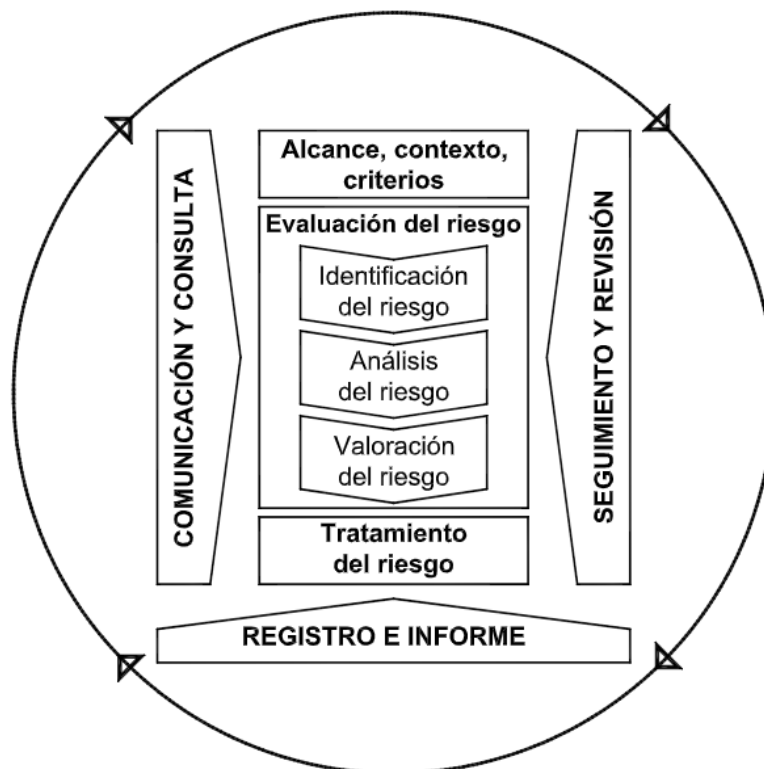 Alcance, contexto,
criterios
Evaluación del riesgo
Identificación
del riesgo
Análisis
del riesgo
Valoración
del riesgo
Tratamiento
del riesgo
COMUNICACIÓN Y CONSULTA
SEGUIMIENTO Y REVISIÓN
REGISTRO E INFORME